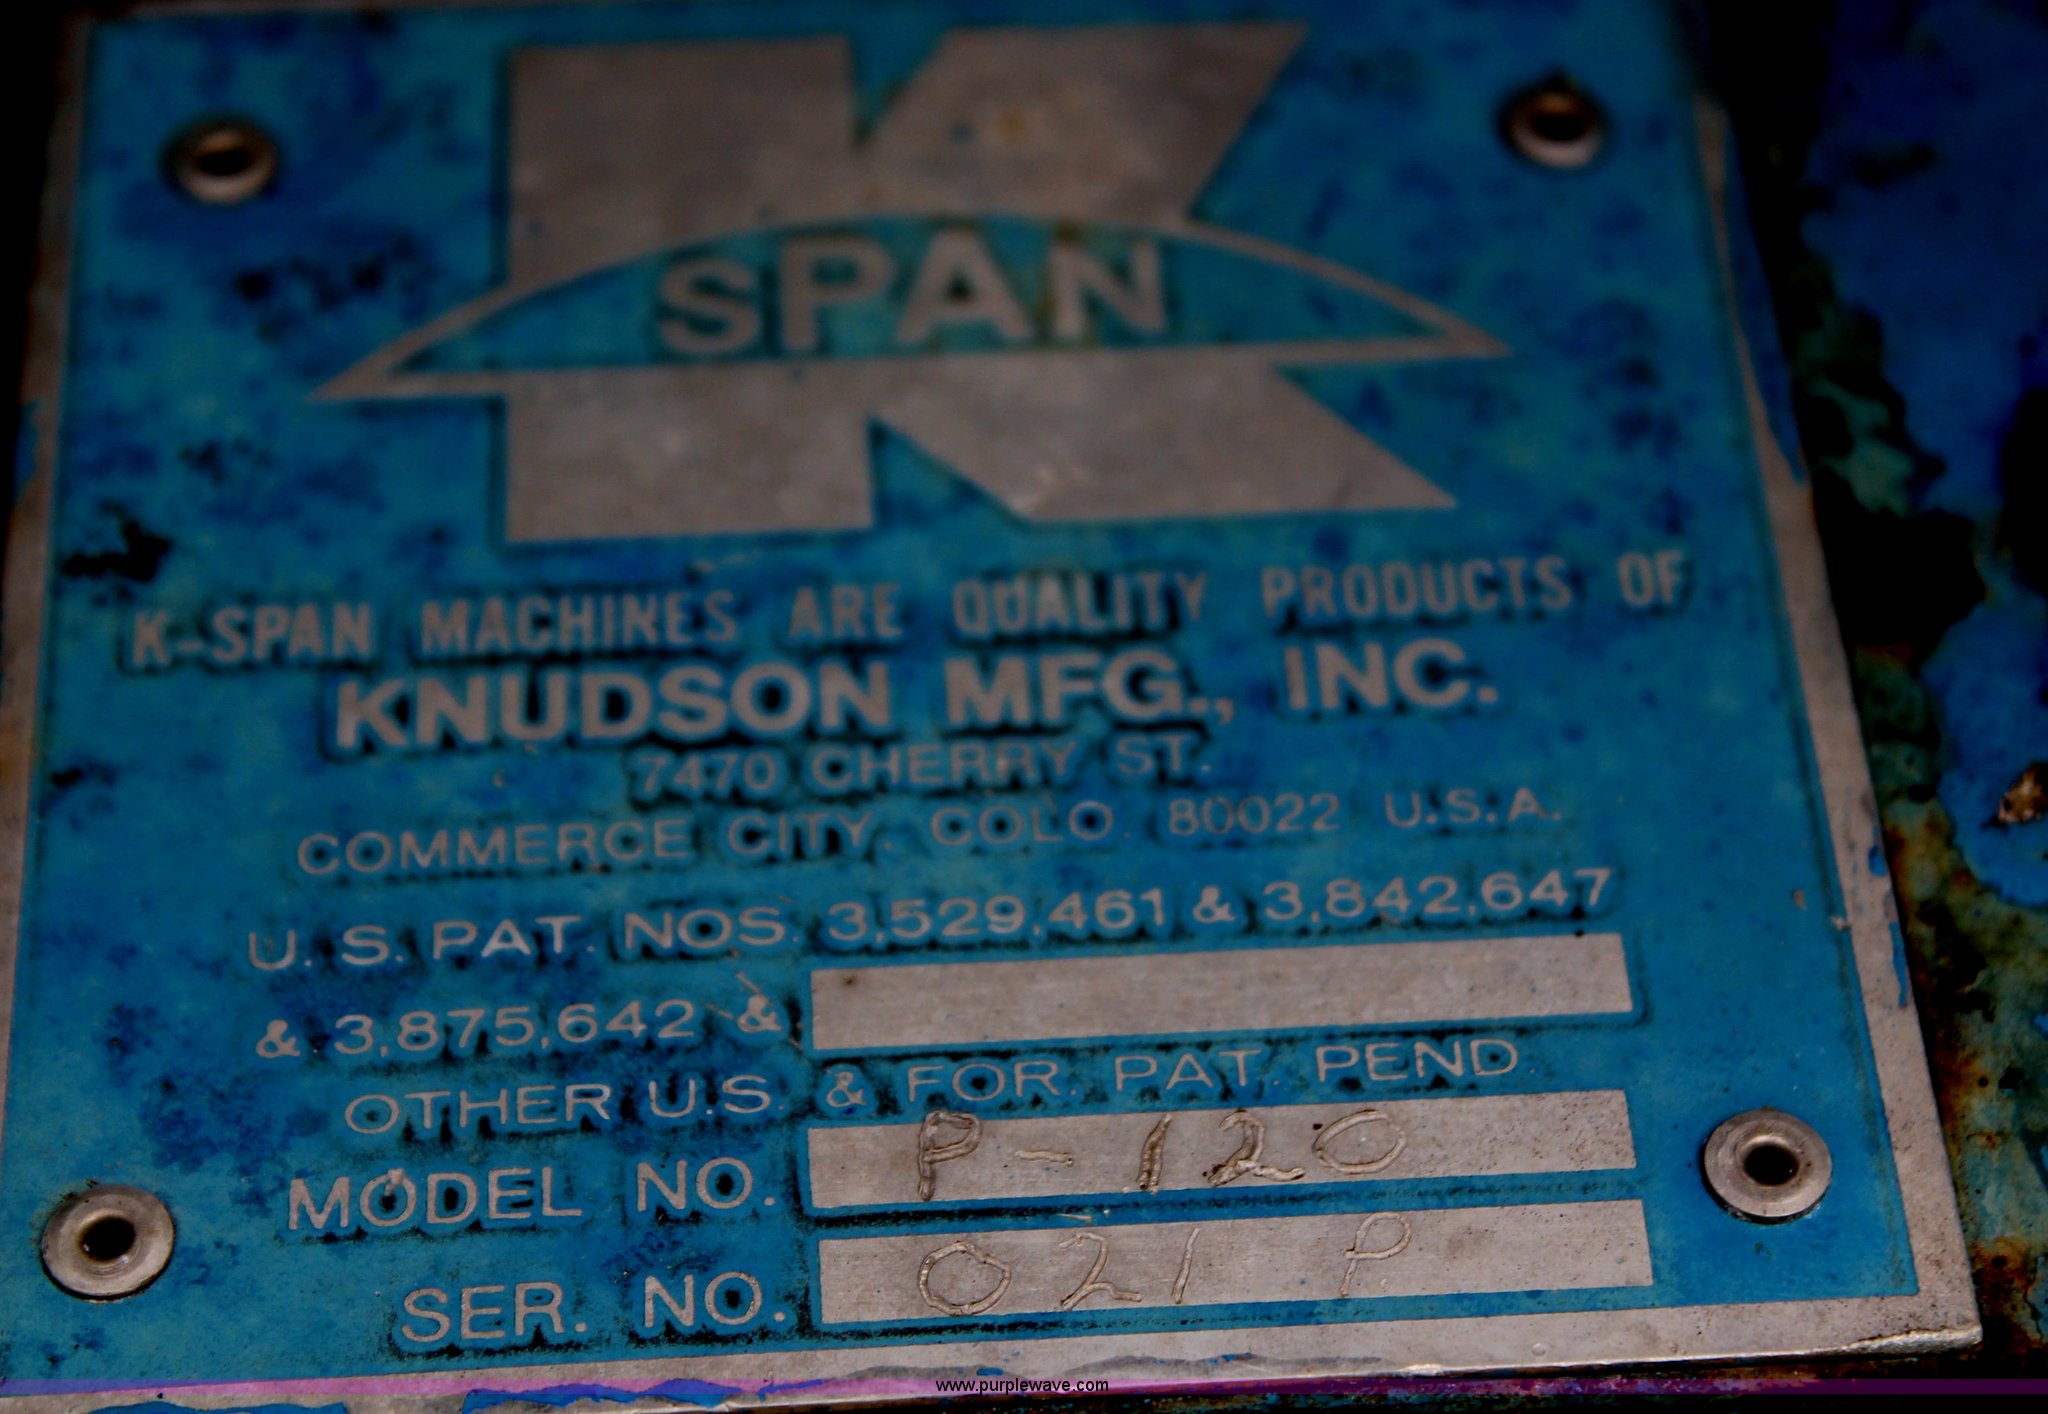 K
SPAN
K-SPAN MACHINES ARE QUALITY PRODUCTS OF
KNUDSON MFG., INC.
7470 CHERRY ST.
COMMERCE CITY, COLO. 80022 U.S.A.
U.S. PAT. NOS. 3,529,461 & 3,842,647
& 3,875,642 &
OTHER U.S. & FOR. PAT. PEND.
MODEL NO. P-120
SER. NO. 021 P
www.purplewave.com